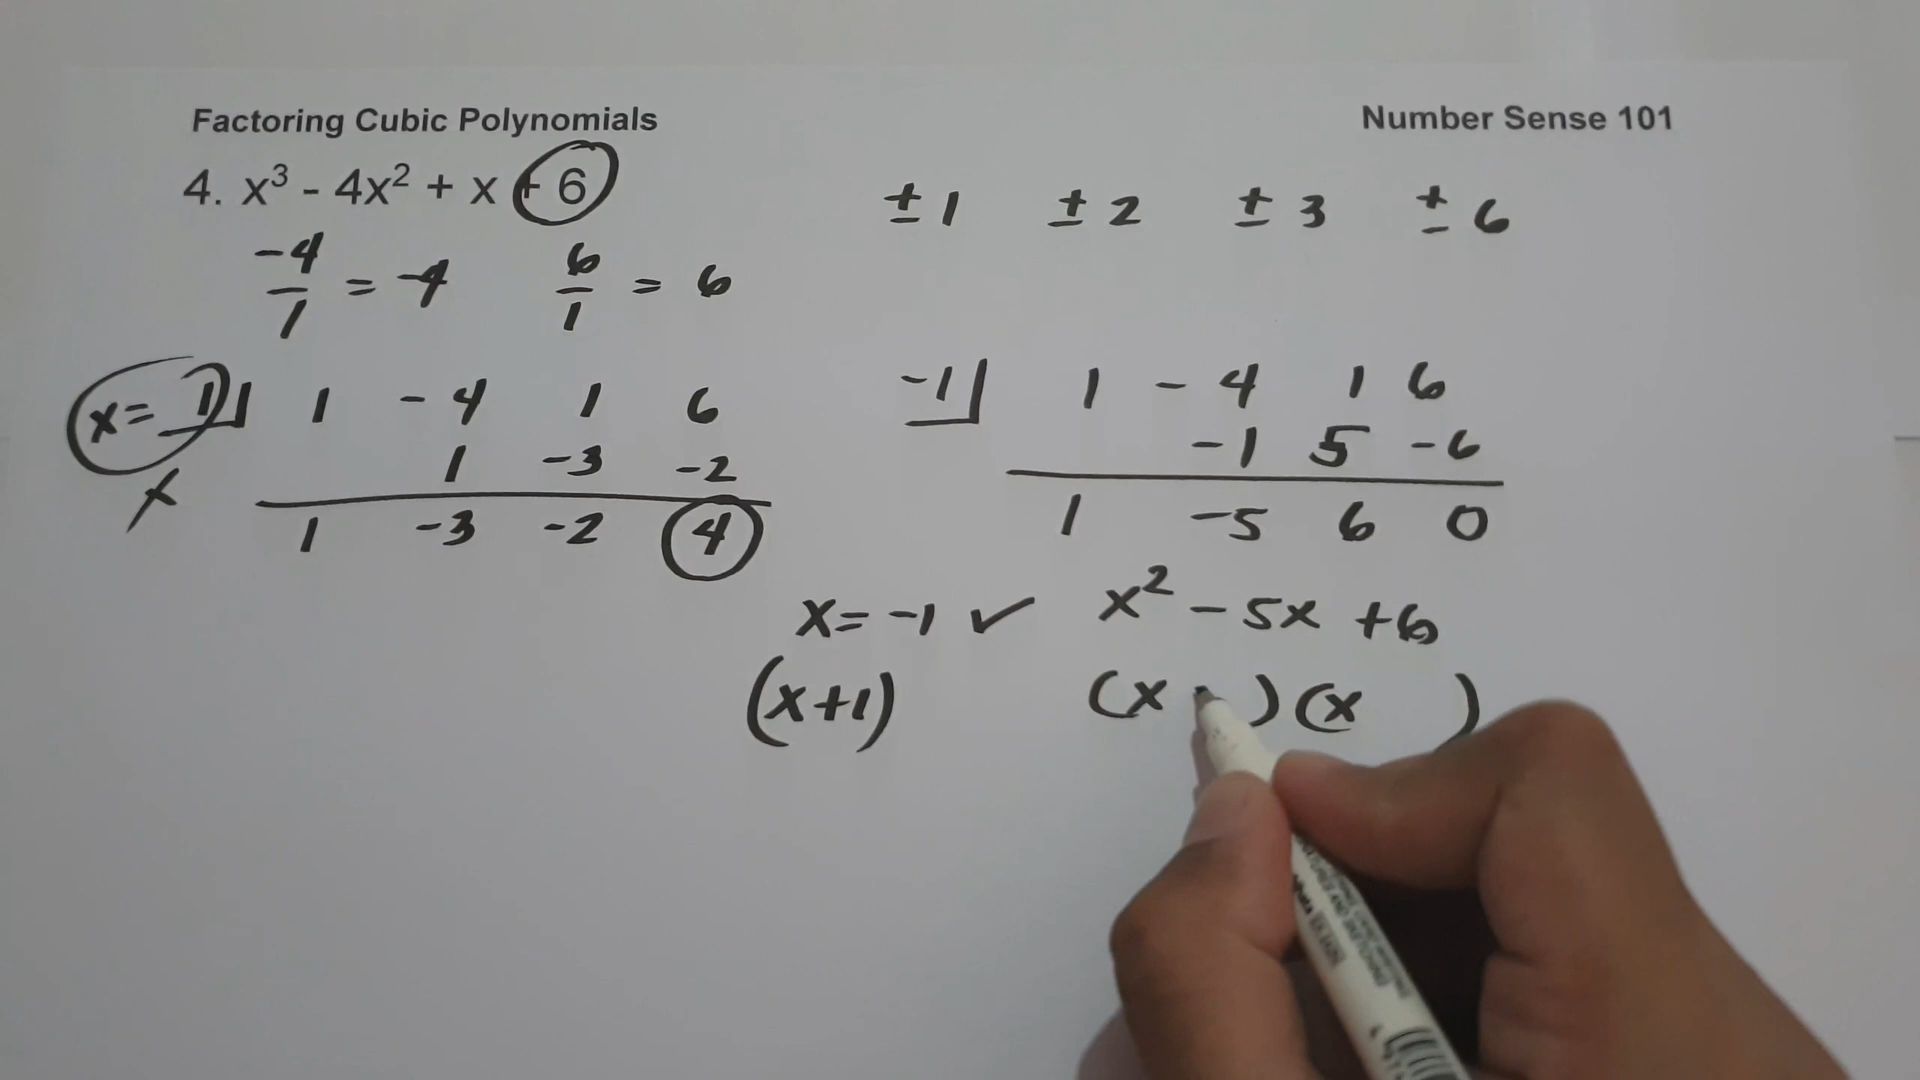 Factoring Cubic Polynomials
Number Sense 101
4. x³ - 4x² + x + 6
± 1 ± 2 ± 3 ± 6
-4/1 = -4 6/1 = 6
x = 1 | 1 -4 1 6
1 -3 -2
x
1 -3 -2 4
-1 | 1 -4 1 6
-1 5 -6
1 -5 6 0
x = -1 ✓ x² - 5x + 6
(x+1) (x )(x )